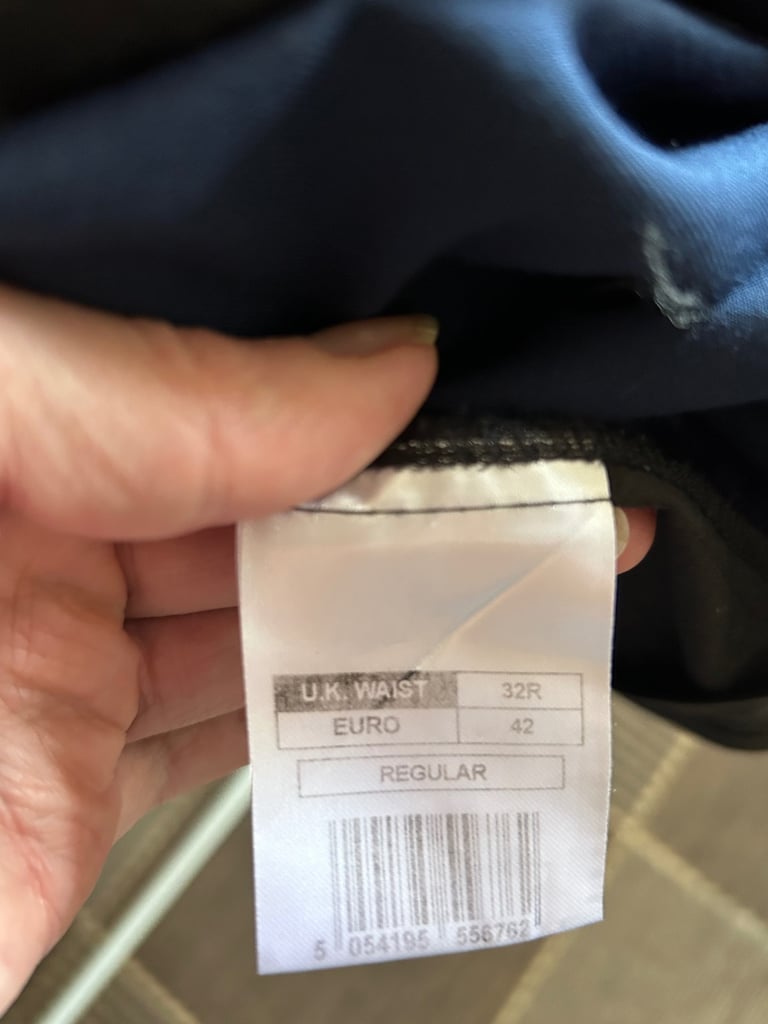 U.K. WAIST 32R
EURO 42
REGULAR
5 054195 556762